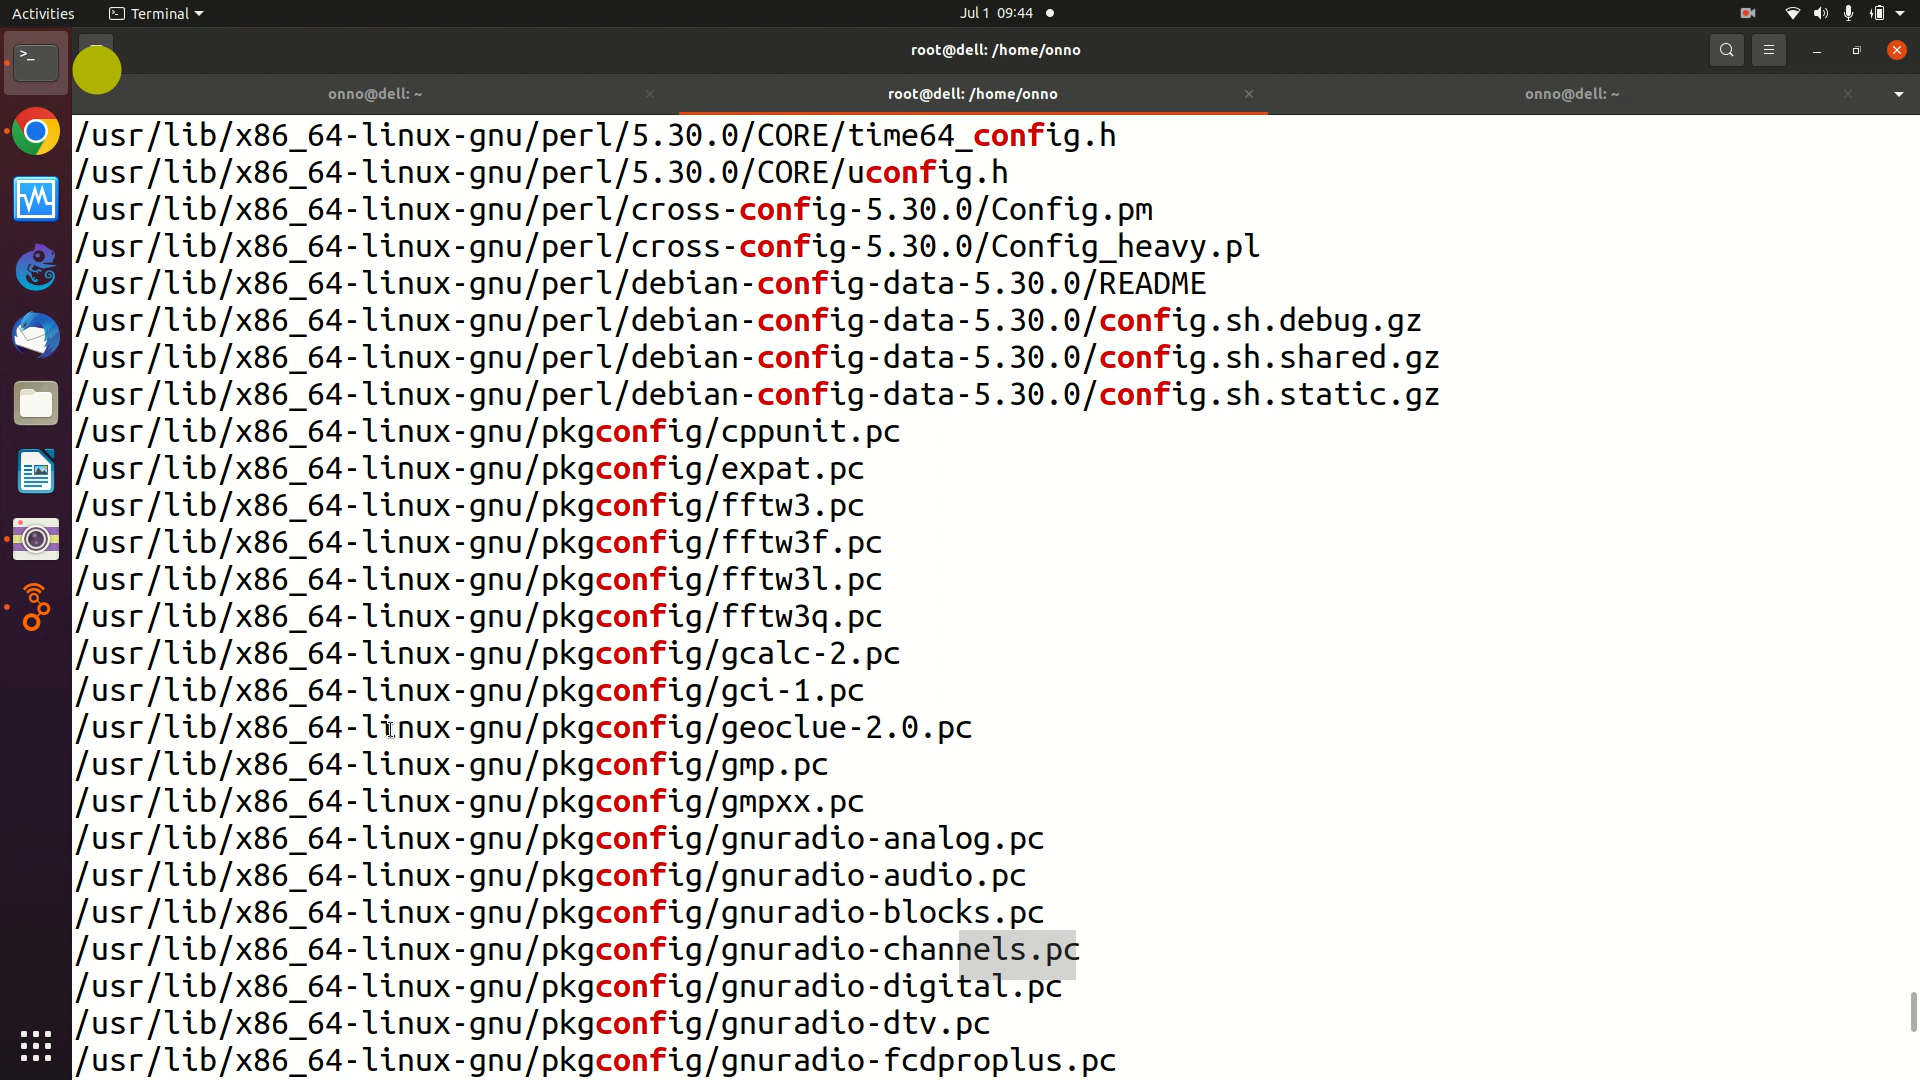 Activities
Terminal
Jul 1 09:44
root@dell: /home/onno
onno@dell: ~
root@dell: /home/onno
onno@dell: ~
/usr/lib/x86_64-linux-gnu/perl/5.30.0/CORE/time64_config.h
/usr/lib/x86_64-linux-gnu/perl/5.30.0/CORE/uconfig.h
/usr/lib/x86_64-linux-gnu/perl/cross-config-5.30.0/Config.pm
/usr/lib/x86_64-linux-gnu/perl/cross-config-5.30.0/Config_heavy.pl
/usr/lib/x86_64-linux-gnu/perl/debian-config-data-5.30.0/README
/usr/lib/x86_64-linux-gnu/perl/debian-config-data-5.30.0/config.sh.debug.gz
/usr/lib/x86_64-linux-gnu/perl/debian-config-data-5.30.0/config.sh.shared.gz
/usr/lib/x86_64-linux-gnu/perl/debian-config-data-5.30.0/config.sh.static.gz
/usr/lib/x86_64-linux-gnu/pkgconfig/cppunit.pc
/usr/lib/x86_64-linux-gnu/pkgconfig/expat.pc
/usr/lib/x86_64-linux-gnu/pkgconfig/fftw3.pc
/usr/lib/x86_64-linux-gnu/pkgconfig/fftw3f.pc
/usr/lib/x86_64-linux-gnu/pkgconfig/fftw3l.pc
/usr/lib/x86_64-linux-gnu/pkgconfig/fftw3q.pc
/usr/lib/x86_64-linux-gnu/pkgconfig/gcalc-2.pc
/usr/lib/x86_64-linux-gnu/pkgconfig/gci-1.pc
/usr/lib/x86_64-linux-gnu/pkgconfig/geoclue-2.0.pc
/usr/lib/x86_64-linux-gnu/pkgconfig/gmp.pc
/usr/lib/x86_64-linux-gnu/pkgconfig/gmpxx.pc
/usr/lib/x86_64-linux-gnu/pkgconfig/gnuradio-analog.pc
/usr/lib/x86_64-linux-gnu/pkgconfig/gnuradio-audio.pc
/usr/lib/x86_64-linux-gnu/pkgconfig/gnuradio-blocks.pc
/usr/lib/x86_64-linux-gnu/pkgconfig/gnuradio-channels.pc
/usr/lib/x86_64-linux-gnu/pkgconfig/gnuradio-digital.pc
/usr/lib/x86_64-linux-gnu/pkgconfig/gnuradio-dtv.pc
/usr/lib/x86_64-linux-gnu/pkgconfig/gnuradio-fcdproplus.pc